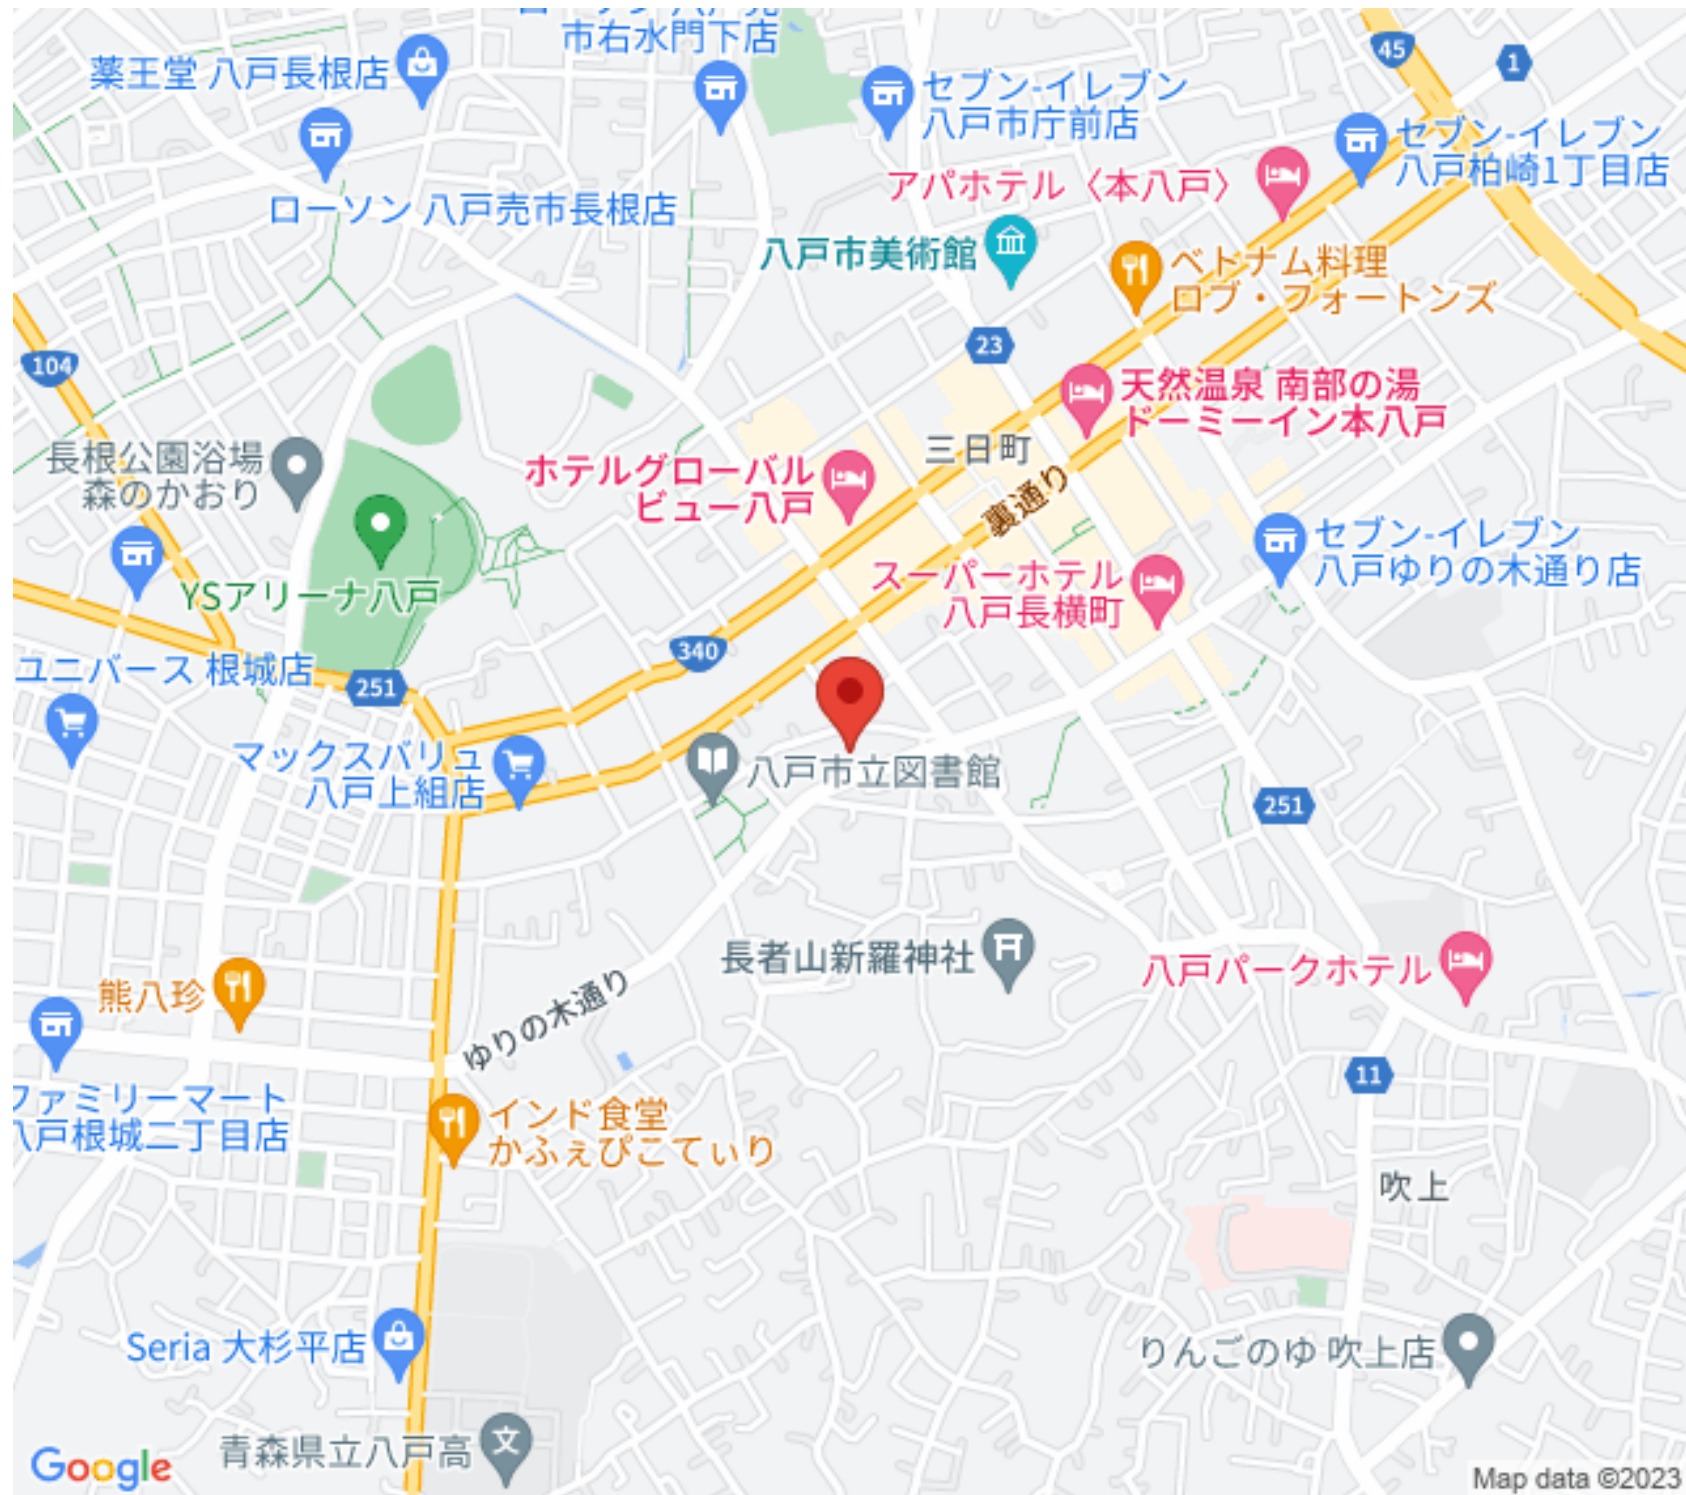 市右水門下店
薬王堂 八戸長根店
セブン-イレブン
八戸市庁前店
45
1
セブン-イレブン
八戸柏崎1丁目店
アパホテル〈本八戸〉
ローソン 八戸売市長根店
八戸市美術館
ベトナム料理
ロブ・フォートンズ
23
104
天然温泉 南部の湯
ドーミーイン本八戸
三日町
長根公園浴場
森のかおり
ホテルグローバル
ビュー八戸
裏通り
セブン-イレブン
八戸ゆりの木通り店
YSアリーナ八戸
スーパーホテル
八戸長横町
340
ユニバース 根城店
251
マックスバリュ
八戸上組店
八戸市立図書館
251
長者山新羅神社
八戸パークホテル
熊八珍
ゆりの木通り
11
ファミリーマート
八戸根城二丁目店
インド食堂
かふぇぴこてぃり
吹上
Seria 大杉平店
りんごのゆ 吹上店
青森県立八戸高
文
Google
Map data ©2023